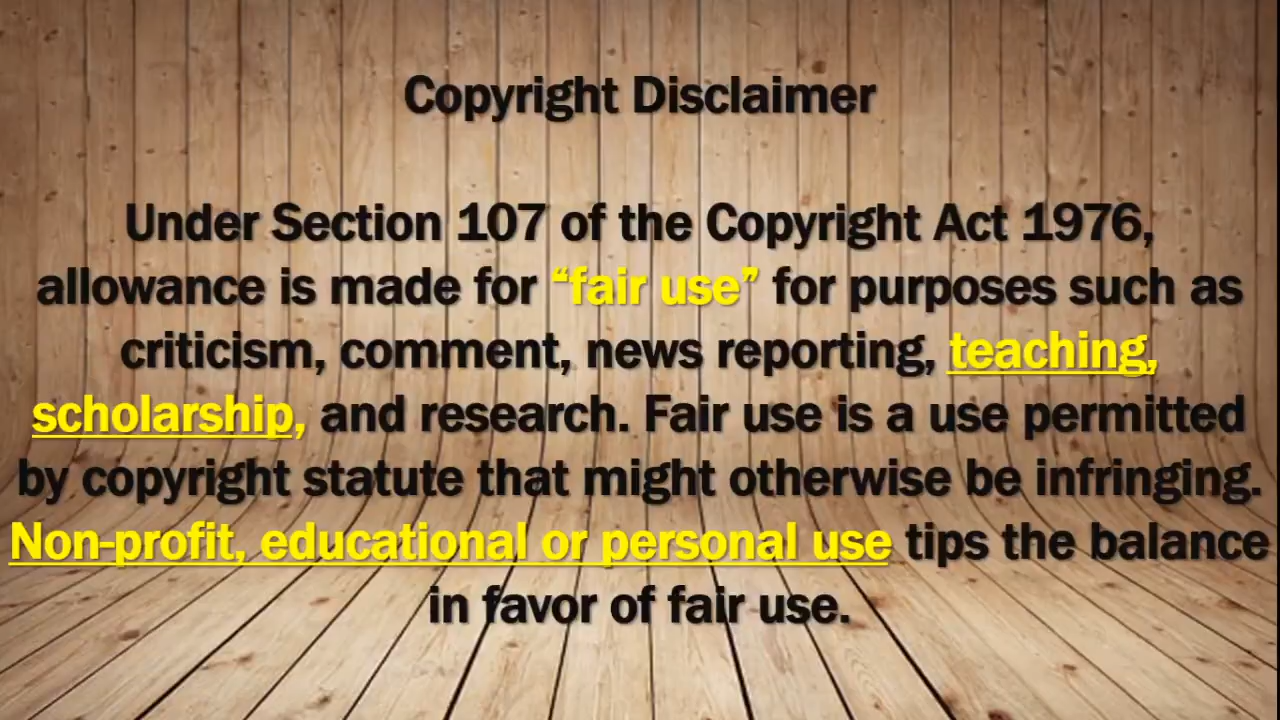 Copyright Disclaimer
Under Section 107 of the Copyright Act 1976,
allowance is made for “fair use” for purposes such as
criticism, comment, news reporting, teaching,
scholarship, and research. Fair use is a use permitted
by copyright statute that might otherwise be infringing.
Non-profit, educational or personal use tips the balance
in favor of fair use.